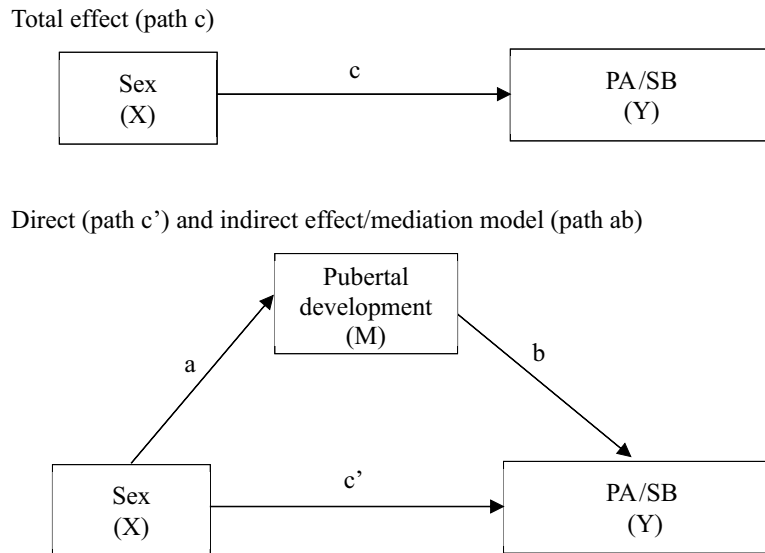 Total effect (path c)
c
Sex
(X)
PA/SB
(Y)
Direct (path c’) and indirect effect/mediation model (path ab)
Pubertal
development
(M)
a
b
c’
Sex
(X)
PA/SB
(Y)